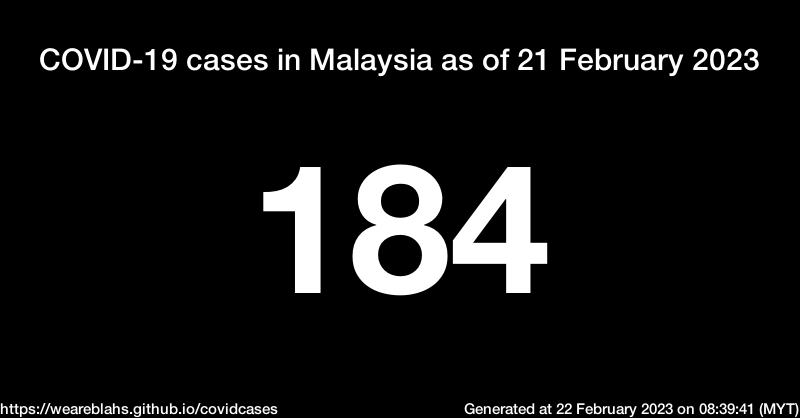 COVID-19 cases in Malaysia as of 21 February 2023
184
https://weareblahs.github.io/covidcases
Generated at 22 February 2023 on 08:39:41 (MYT)